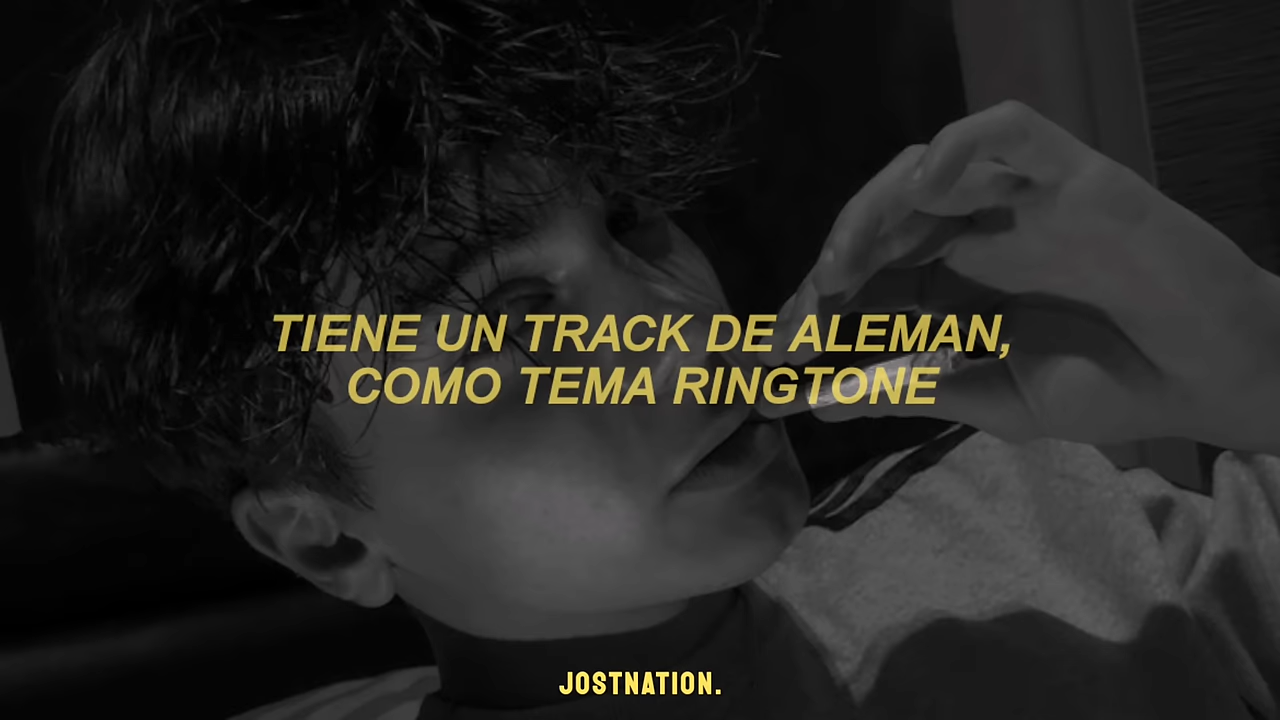 TIENE UN TRACK DE ALEMAN,
COMO TEMA RINGTONE
JOSTNATION.